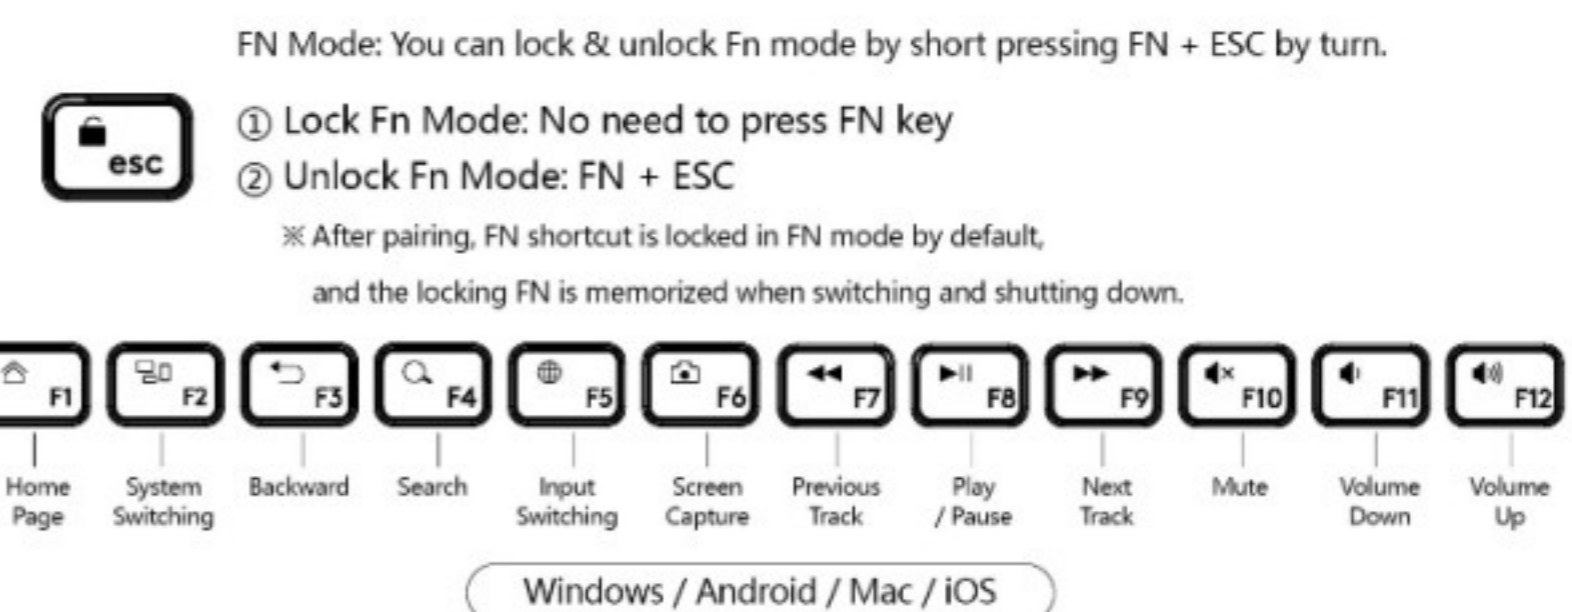 FN Mode: You can lock & unlock Fn mode by short pressing FN + ESC by turn.
esc
① Lock Fn Mode: No need to press FN key
② Unlock Fn Mode: FN + ESC
※ After pairing, FN shortcut is locked in FN mode by default,
and the locking FN is memorized when switching and shutting down.
F1 F2 F3 F4 F5 F6 F7 F8 F9 F10 F11 F12
Home System Backward Search Input Screen Previous Play Next Mute Volume Volume
Page Switching Switching Capture Track / Pause Track Down Up
Windows / Android / Mac / iOS